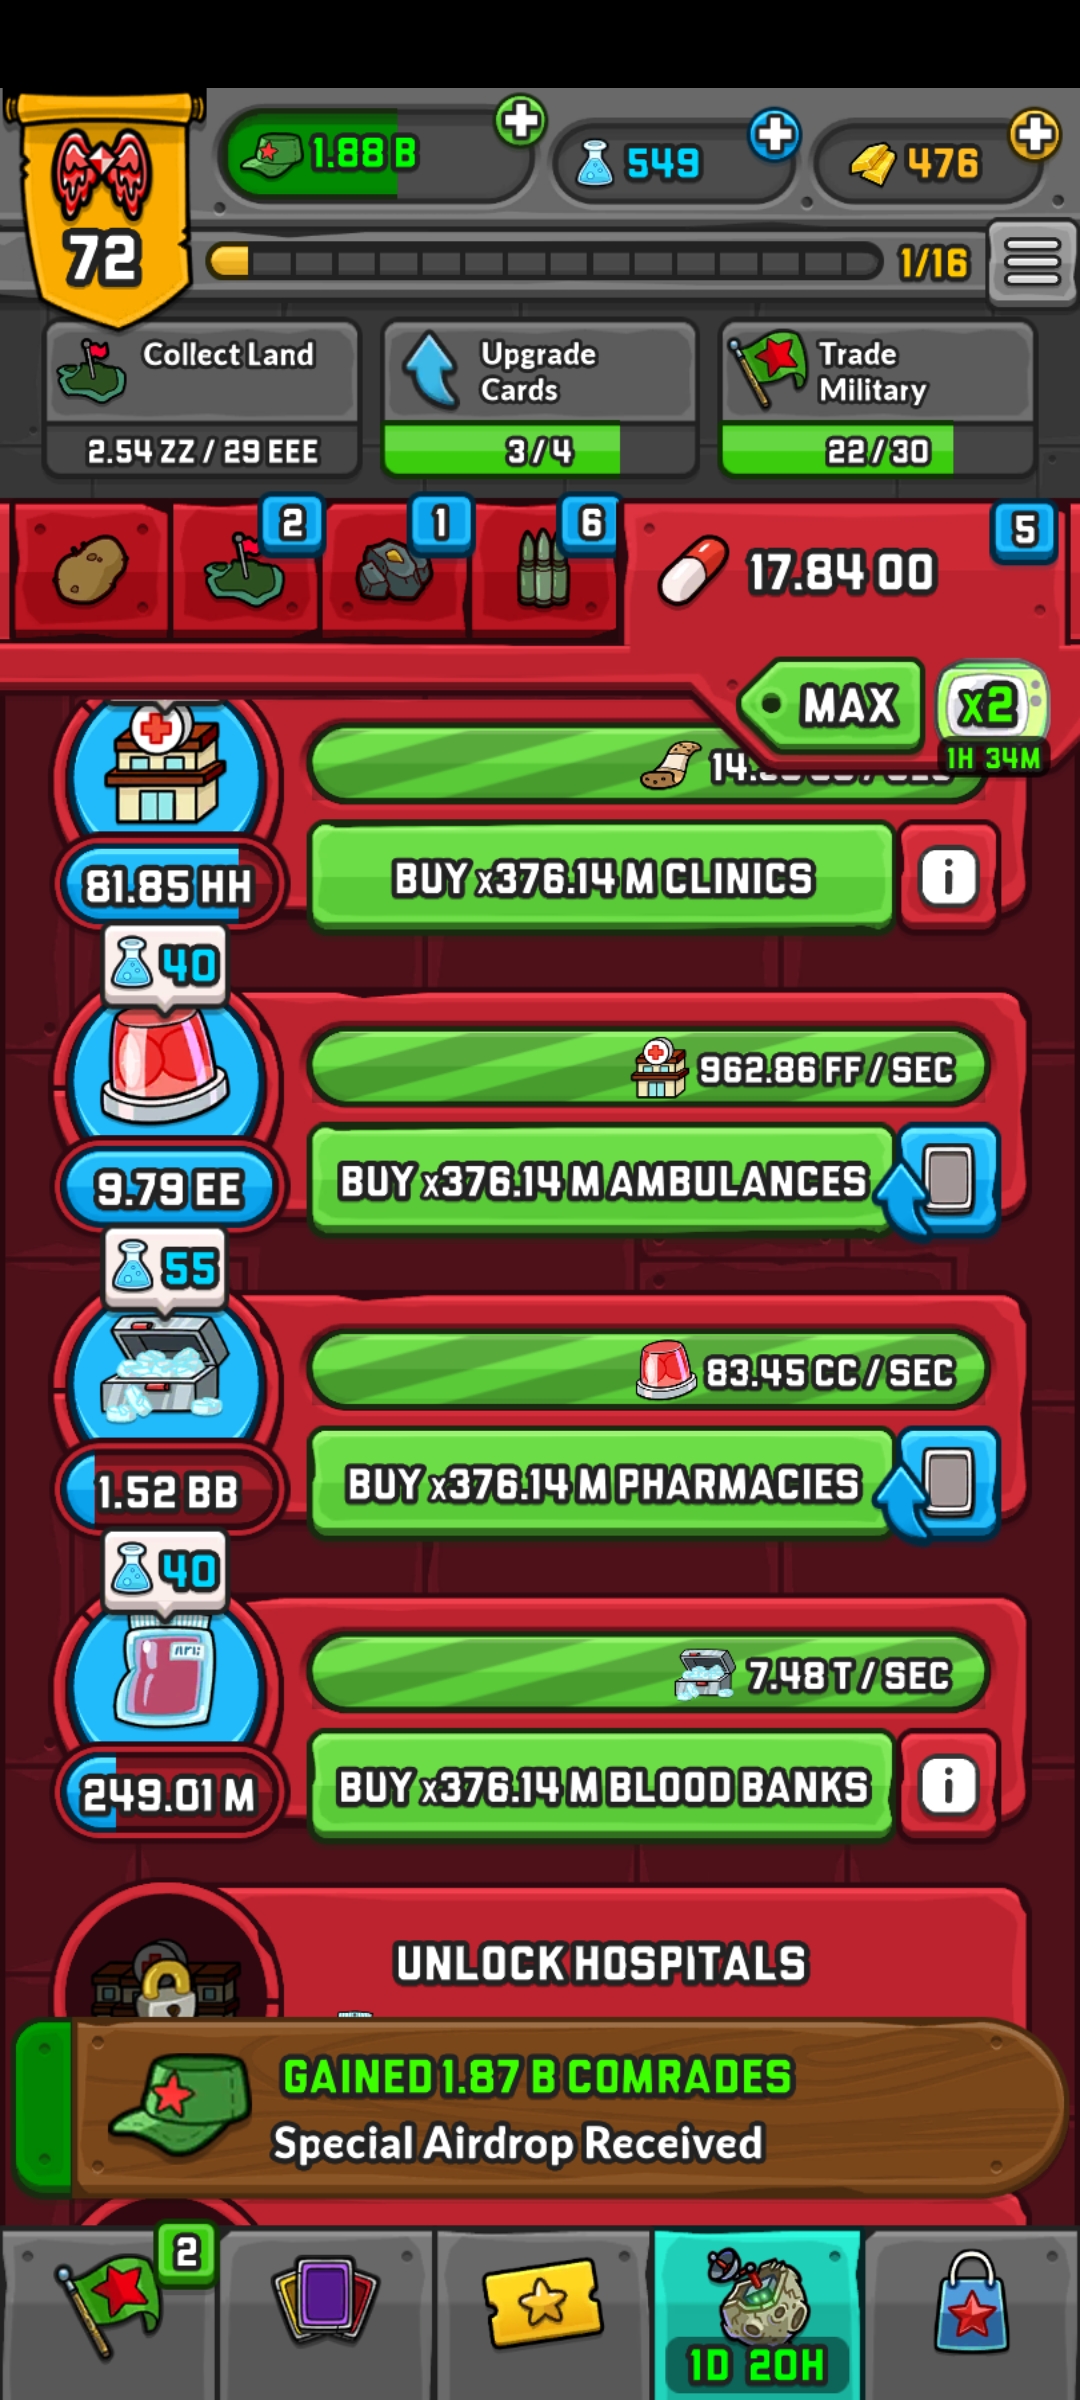 1.88 B
549
476
72
1/16
Collect Land
2.54 ZZ / 29 EEE
Upgrade
Cards
3/4
Trade
Military
22/30
2
1
6
17.84 OO
5
MAX
x2
1H 34M
81.85 HH
BUY x376.14 M CLINICS
i
40
962.86 FF / SEC
9.79 EE
BUY x376.14 M AMBULANCES
55
83.45 CC / SEC
1.52 BB
BUY x376.14 M PHARMACIES
40
7.48 T / SEC
249.01 M
BUY x376.14 M BLOOD BANKS
i
UNLOCK HOSPITALS
GAINED 1.87 B COMRADES
Special Airdrop Received
2
1D 20H